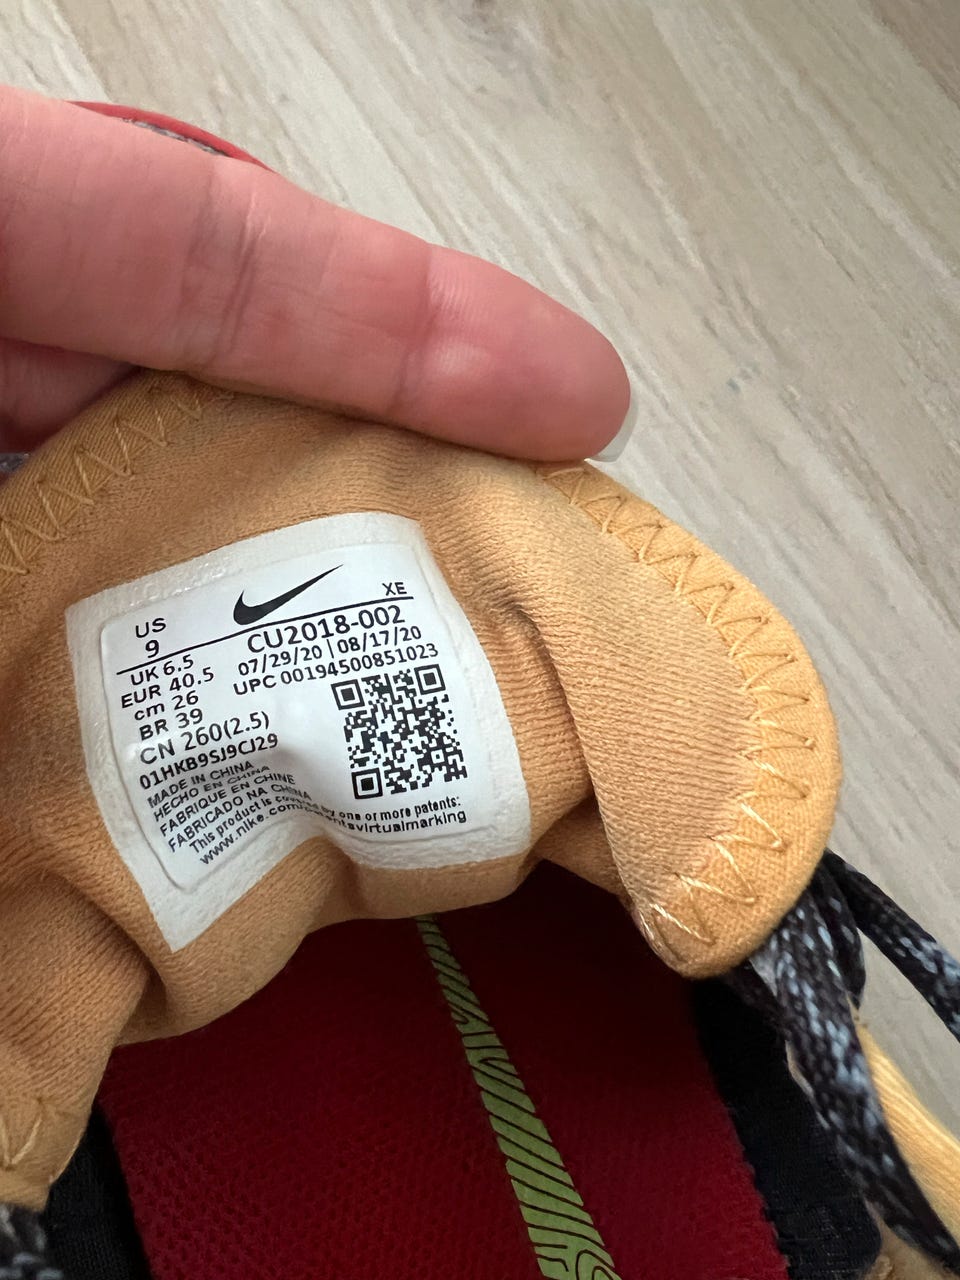 XE
US
9
UK 6.5
EUR 40.5
cm 26
BR 39
CN 260(2.5)
CU2018-002
07/29/20 | 08/17/20
UPC 00194500851023
01HKB9SJ9CJ29
MADE IN CHINA
HECHO EN CHINA
FABRIQUE EN CHINE
FABRICADO NA CHINA
This product is covered by one or more patents:
www.nike.com/patentsvirtualmarking